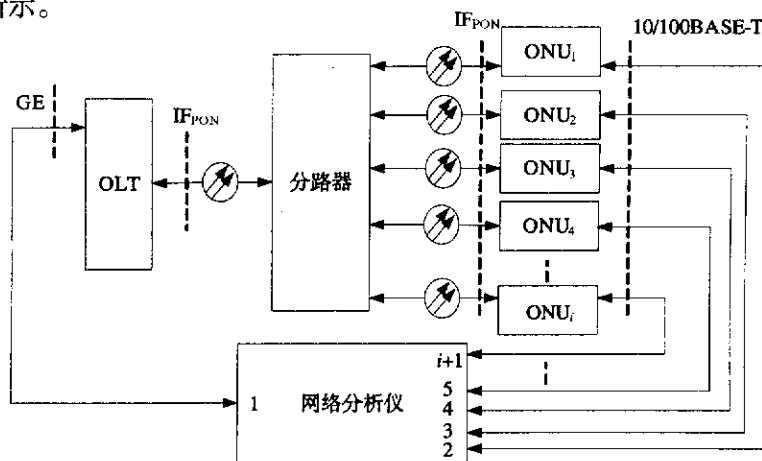 示。
IF_PON
10/100BASE-T
ONU₁
GE
IF_PON
ONU₂
OLT
分路器
ONU₃
ONU₄
ONUᵢ
i+1
1
网络分析仪
5
4
3
2